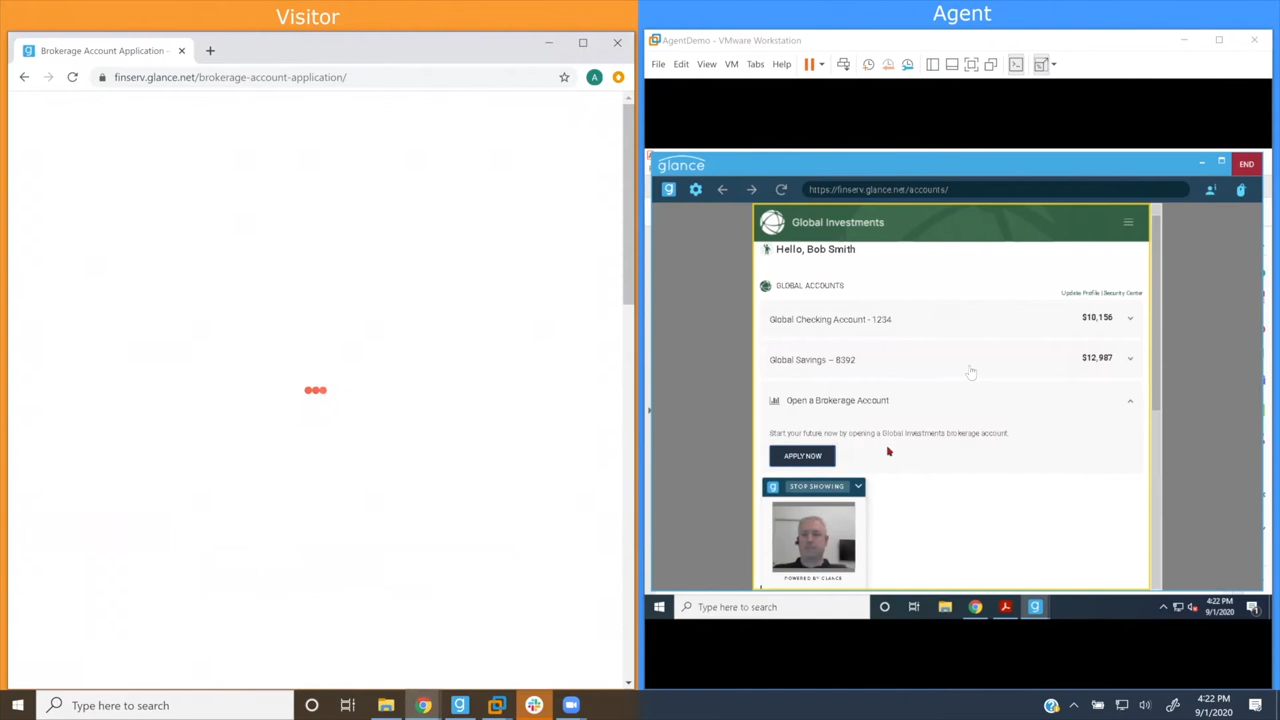 Visitor
Agent
Brokerage Account Application -
finserv.glance.net/brokerage-account-application/
A
AgentDemo - VMware Workstation
File Edit View VM Tabs Help
glance
END
g
https://finserv.glance.net/accounts/
Global Investments
Hello, Bob Smith
GLOBAL ACCOUNTS
Update Profile | Security Center
Global Checking Account - 1234
$10,156
Global Savings – 8392
$12,987
Open a Brokerage Account
Start your future now by opening a Global Investments brokerage account.
APPLY NOW
g STOP SHOWING
POWERED BY GLANCE
Type here to search
4:22 PM
9/1/2020
Type here to search
4:22 PM
9/1/2020